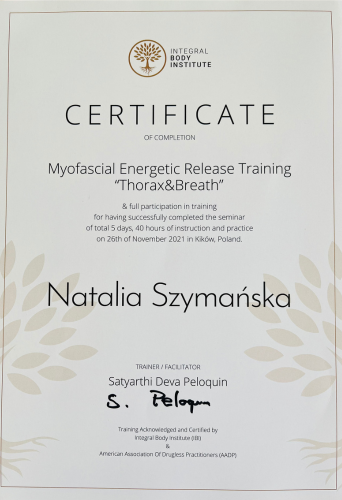 INTEGRAL
BODY
INSTITUTE
CERTIFICATE
OF COMPLETION
Myofascial Energetic Release Training
“Thorax&Breath”
& full participation in training
for having successfully completed the seminar
of total 5 days, 40 hours of instruction and practice
on 26th of November 2021 in Kików, Poland.
Natalia Szymańska
TRAINER / FACILITATOR
Satyarthi Deva Peloquin
S. Peloquin
Training Acknowledged and Certified by
Integral Body Institute (IBI)
&
American Association Of Drugless Practitioners (AADP)